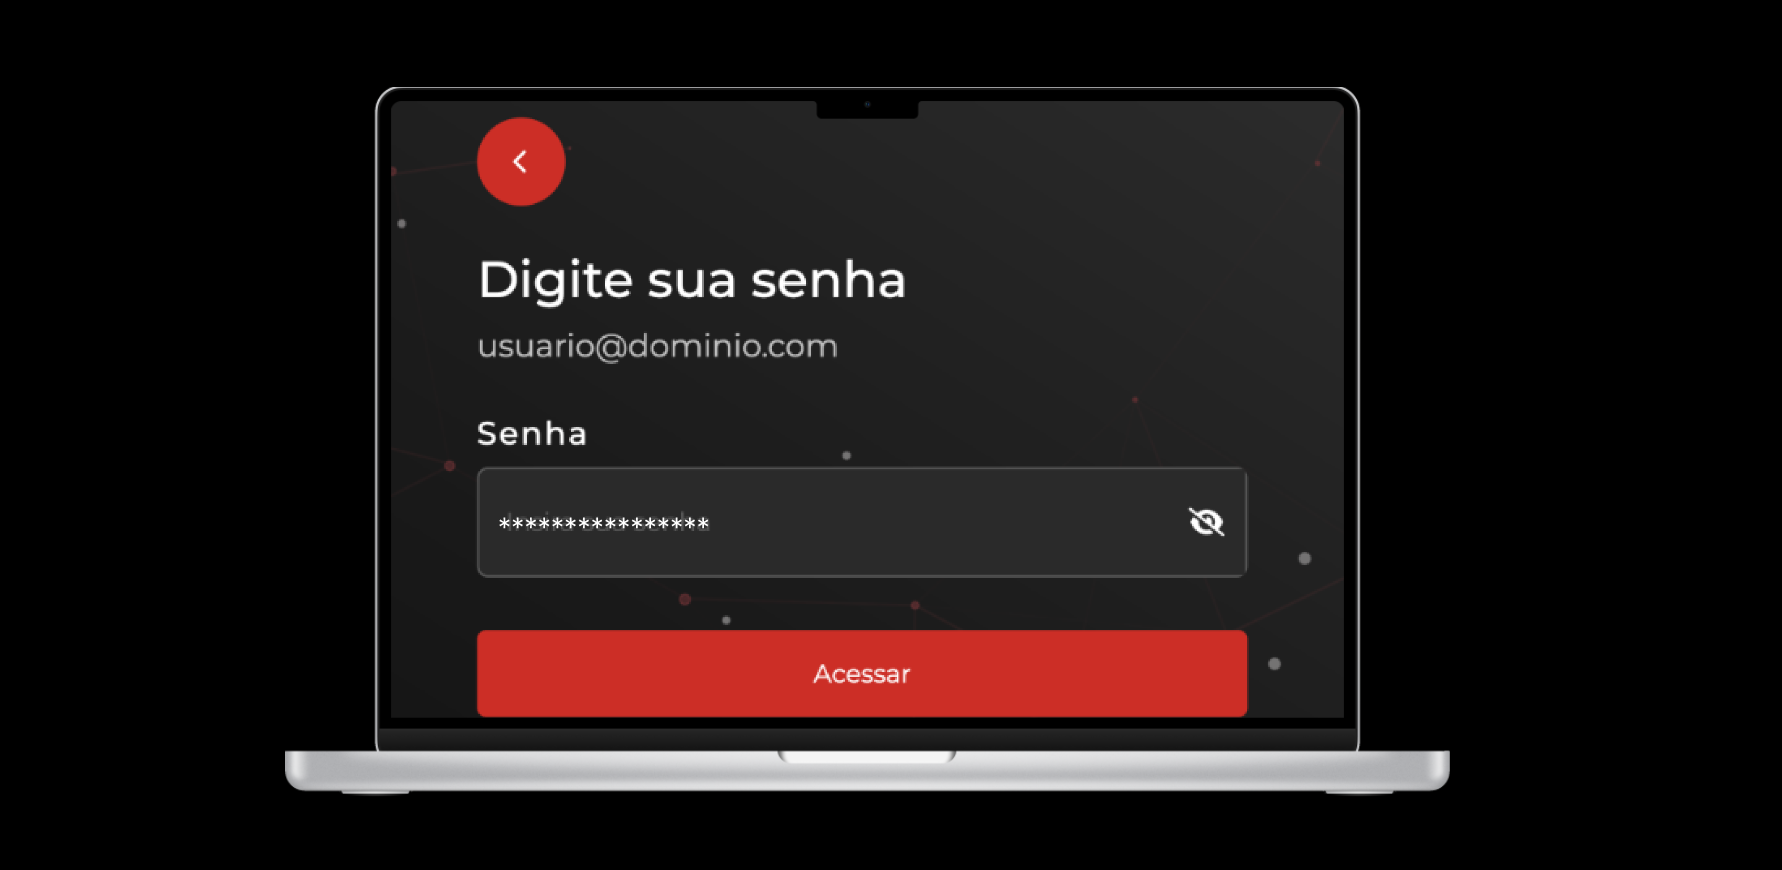 Digite sua senha
usuario@dominio.com
Senha
****************
Acessar